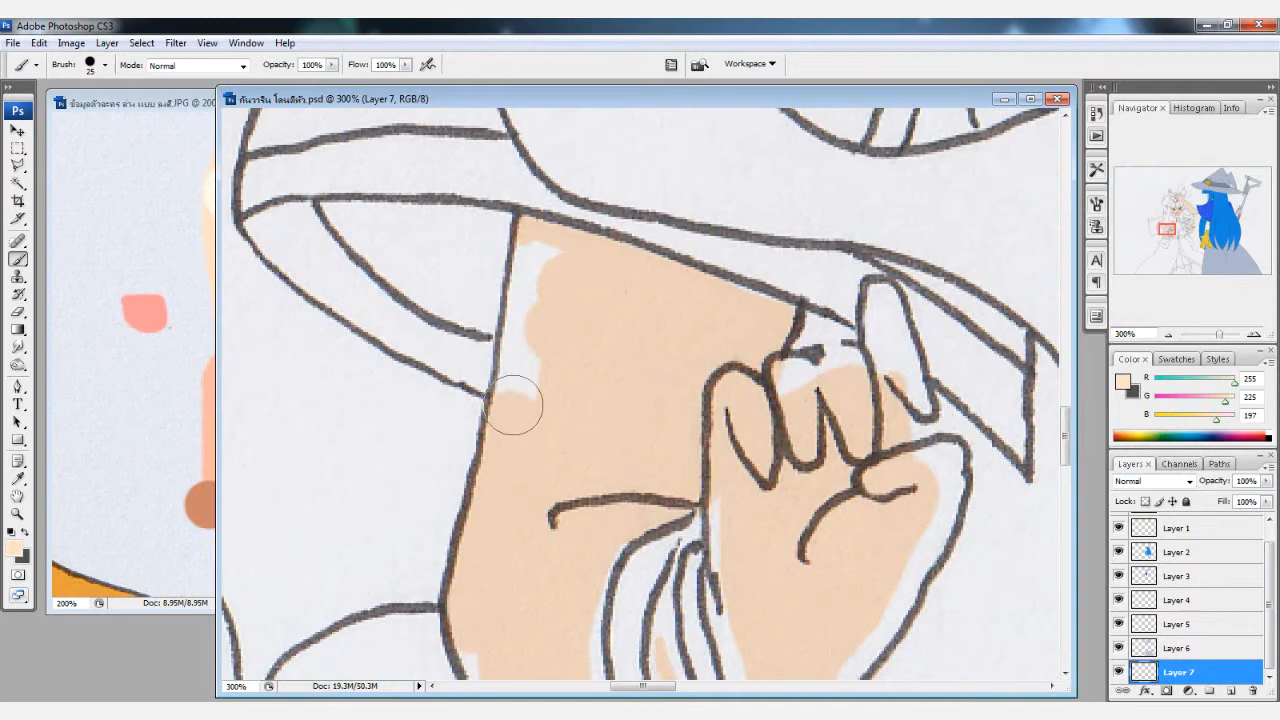 Adobe Photoshop CS3
File Edit Image Layer Select Filter View Window Help
Brush: 25 Mode: Normal Opacity: 100% Flow: 100% Workspace
ข้อมูลตัวละคร ล่าง แบบ ลงสี.JPG @ 200
กันวาริน โดนตีหัว.psd @ 300% (Layer 7, RGB/8)
Navigator Histogram Info
300%
Color Swatches Styles
R 255
G 225
B 197
Layers Channels Paths
Normal Opacity: 100%
Lock: Fill: 100%
Layer 1
Layer 2
Layer 3
Layer 4
Layer 5
Layer 6
Layer 7
200% Doc: 8.95M/8.95M
300% Doc: 19.3M/50.3M